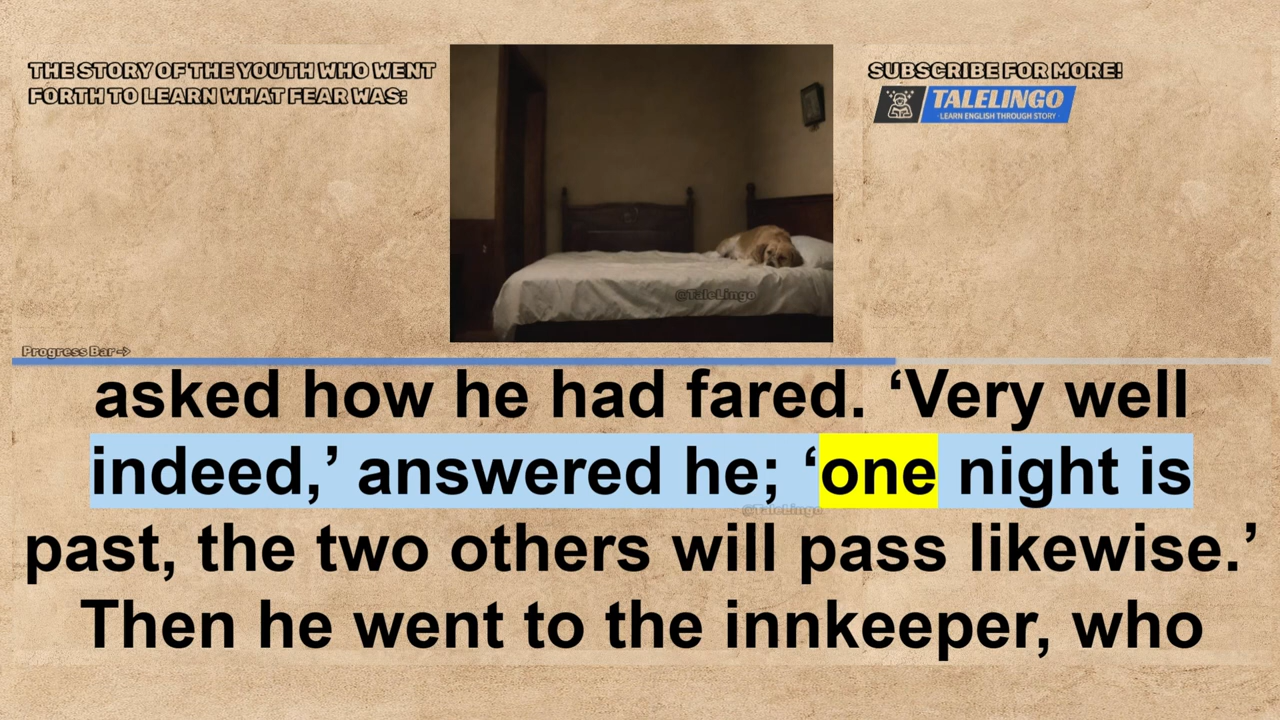 THE STORY OF THE YOUTH WHO WENT
FORTH TO LEARN WHAT FEAR WAS:
SUBSCRIBE FOR MORE!
TALELINGO
· LEARN ENGLISH THROUGH STORY ·
@TaleLingo
Progress Bar->
asked how he had fared. ‘Very well
indeed,’ answered he; ‘one night is
@TaleLingo
past, the two others will pass likewise.’
Then he went to the innkeeper, who